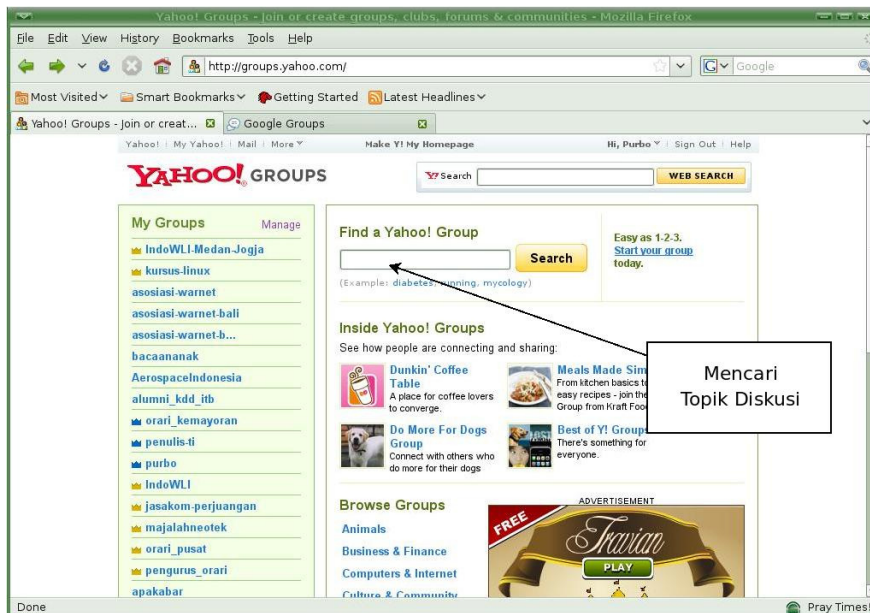 Yahoo! Groups - Join or create groups, clubs, forums & communities - Mozilla Firefox
File Edit View History Bookmarks Tools Help
http://groups.yahoo.com/
G Google
Most Visited Smart Bookmarks Getting Started Latest Headlines
Yahoo! Groups - Join or creat... Google Groups
Yahoo! My Yahoo! Mail More Make Y! My Homepage Hi, Purbo Sign Out Help
YAHOO! GROUPS
Y! Search WEB SEARCH
My Groups Manage
IndoWLI-Medan-Jogja
kursus-linux
asosiasi-warnet
asosiasi-warnet-bali
asosiasi-warnet-b...
bacaananak
AerospaceIndonesia
alumni_kdd_itb
orari_kemayoran
penulis-ti
purbo
IndoWLI
jasakom-perjuangan
majalahneotek
orari_pusat
pengurus_orari
apakabar
Find a Yahoo! Group
Search
(Example: diabetes, running, mycology)
Easy as 1-2-3.
Start your group
today.
Inside Yahoo! Groups
See how people are connecting and sharing:
Dunkin' Coffee
Table
A place for coffee lovers
to converge.
Meals Made Sim
From kitchen basics to
easy recipes - join the
Group from Kraft Foo
Do More For Dogs
Group
Connect with others who
do more for their dogs
Best of Y! Groups
There's something for
everyone.
Mencari
Topik Diskusi
Browse Groups
Animals
Business & Finance
Computers & Internet
Culture & Community
ADVERTISEMENT
FREE
Travian
PLAY
Done Pray Times!